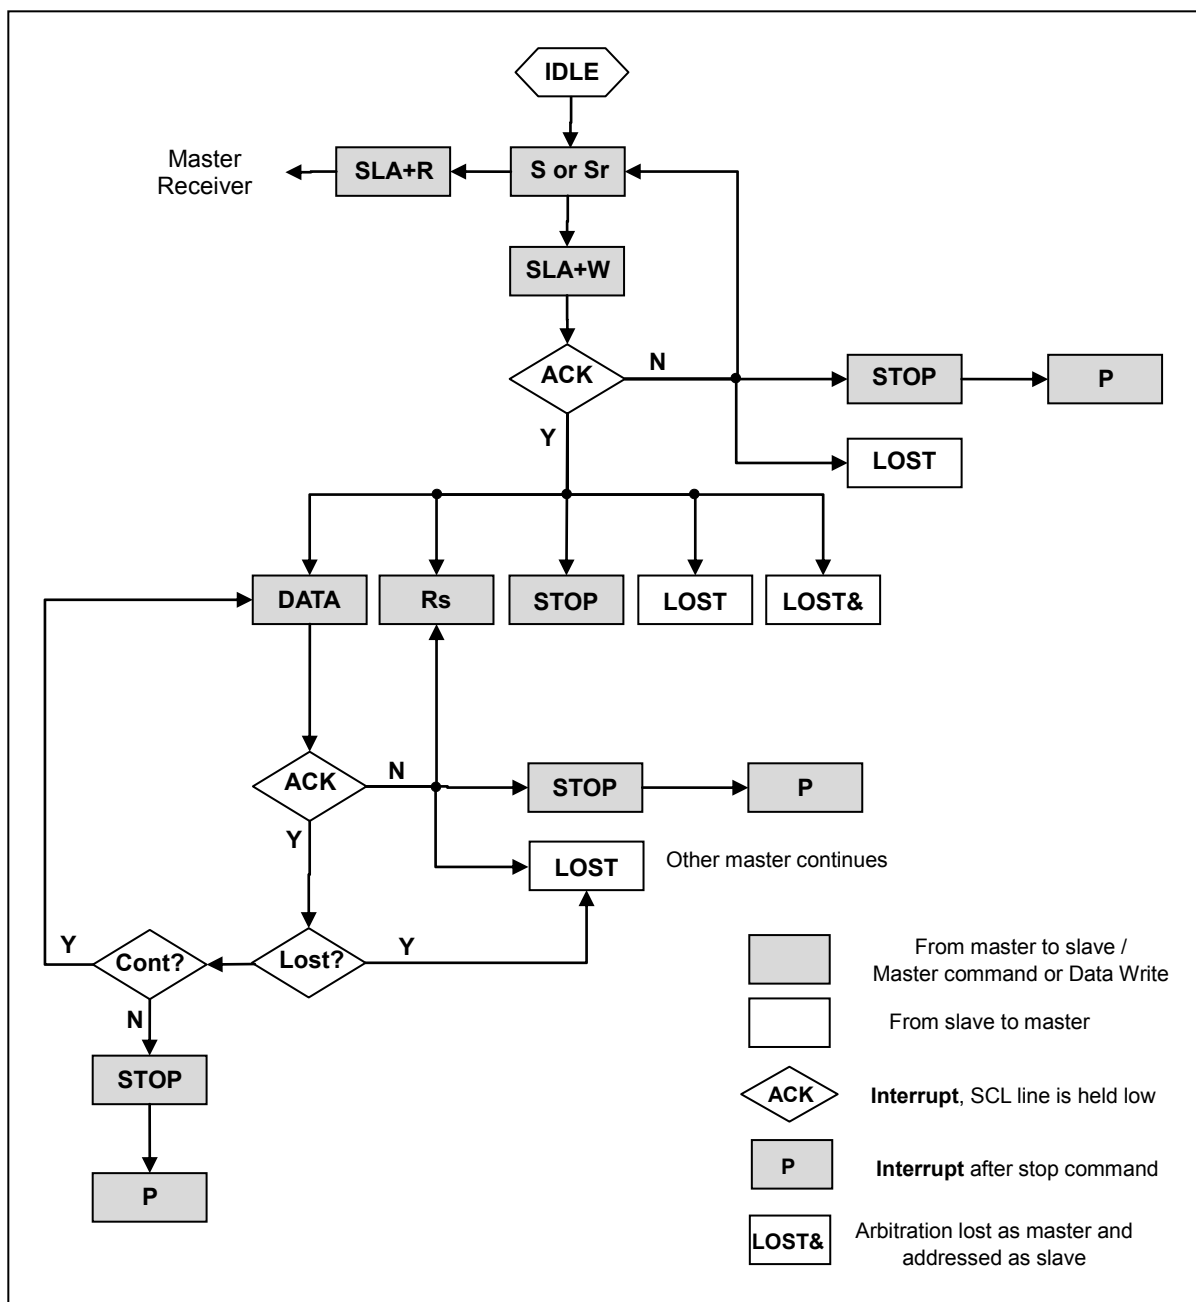 IDLE
Master
Receiver
SLA+R
S or Sr
SLA+W
ACK
N
STOP
P
Y
LOST
DATA
Rs
STOP
LOST
LOST&
ACK
N
STOP
P
Y
LOST
Other master continues
Y
Cont?
Lost?
Y
N
STOP
P
From master to slave /
Master command or Data Write
From slave to master
ACK
Interrupt, SCL line is held low
P
Interrupt after stop command
LOST&
Arbitration lost as master and
addressed as slave